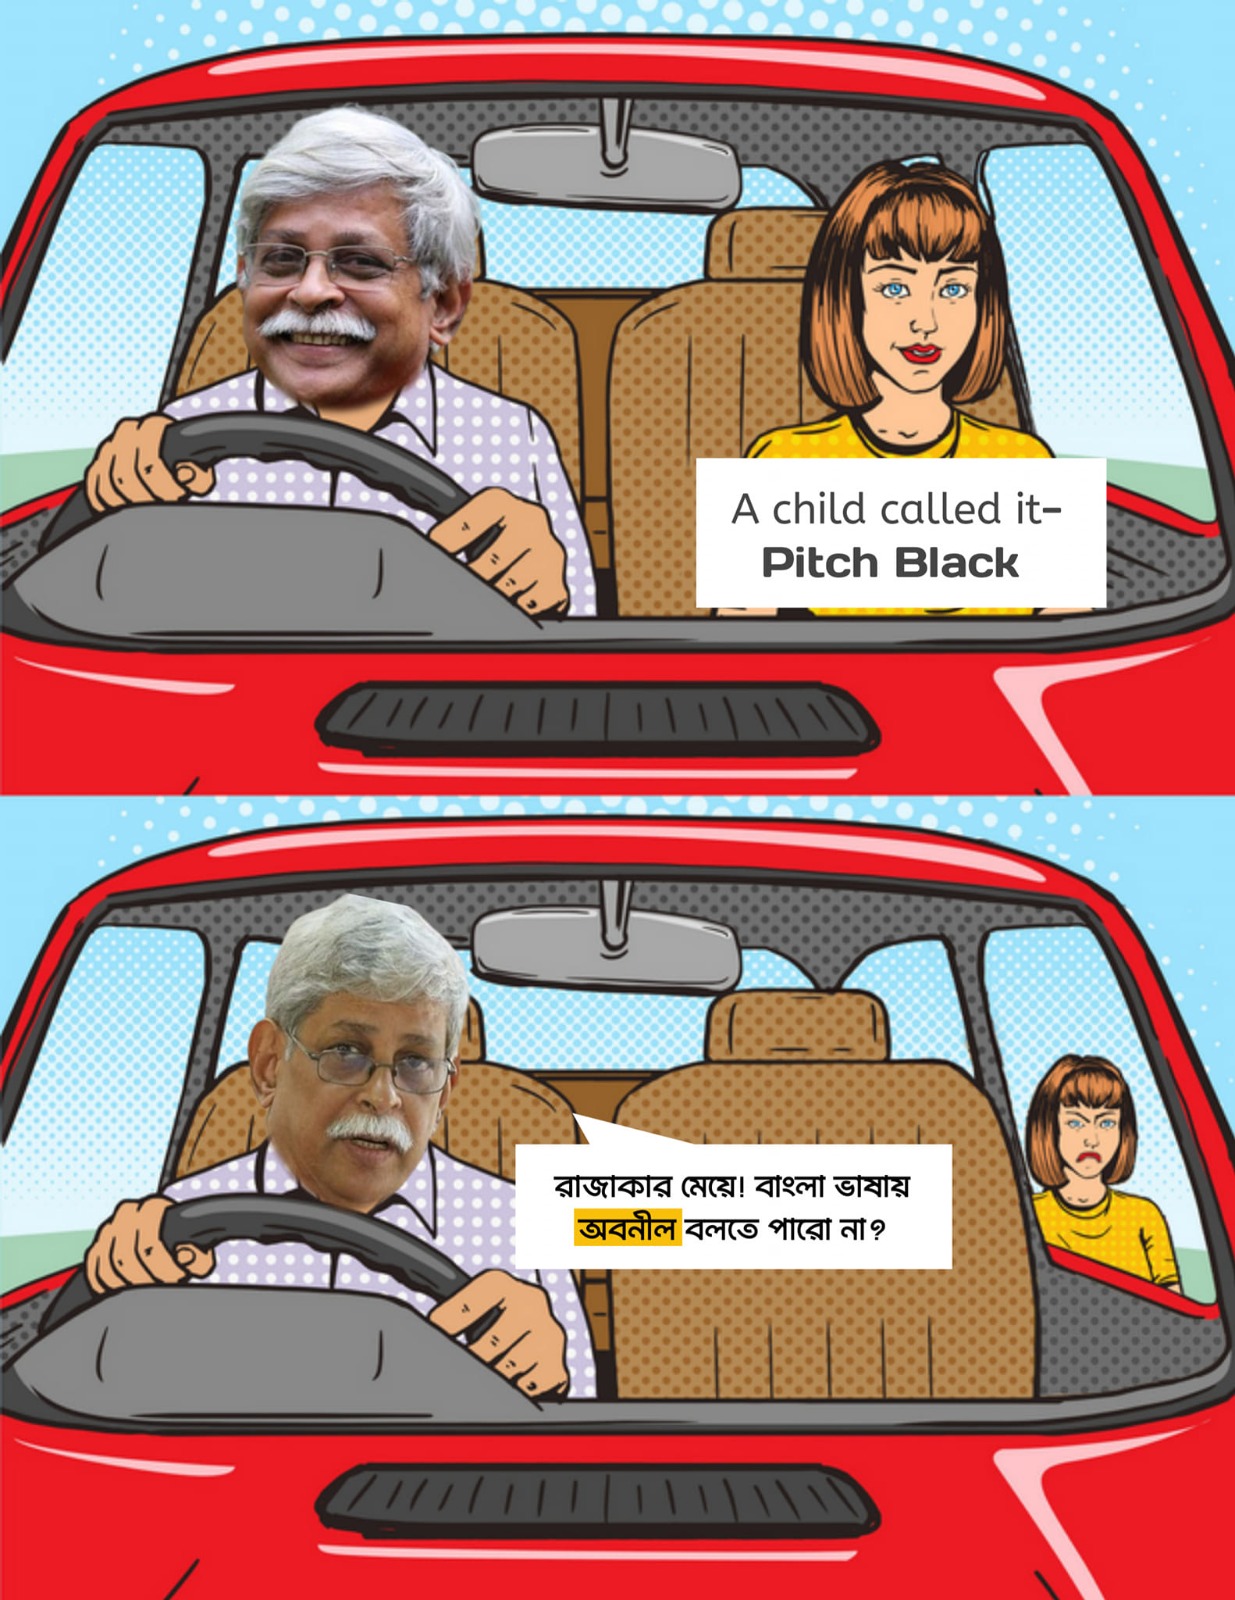 A child called it-
Pitch Black
রাজাকার মেয়ে! বাংলা ভাষায়
অবনীল বলতে পারো না?